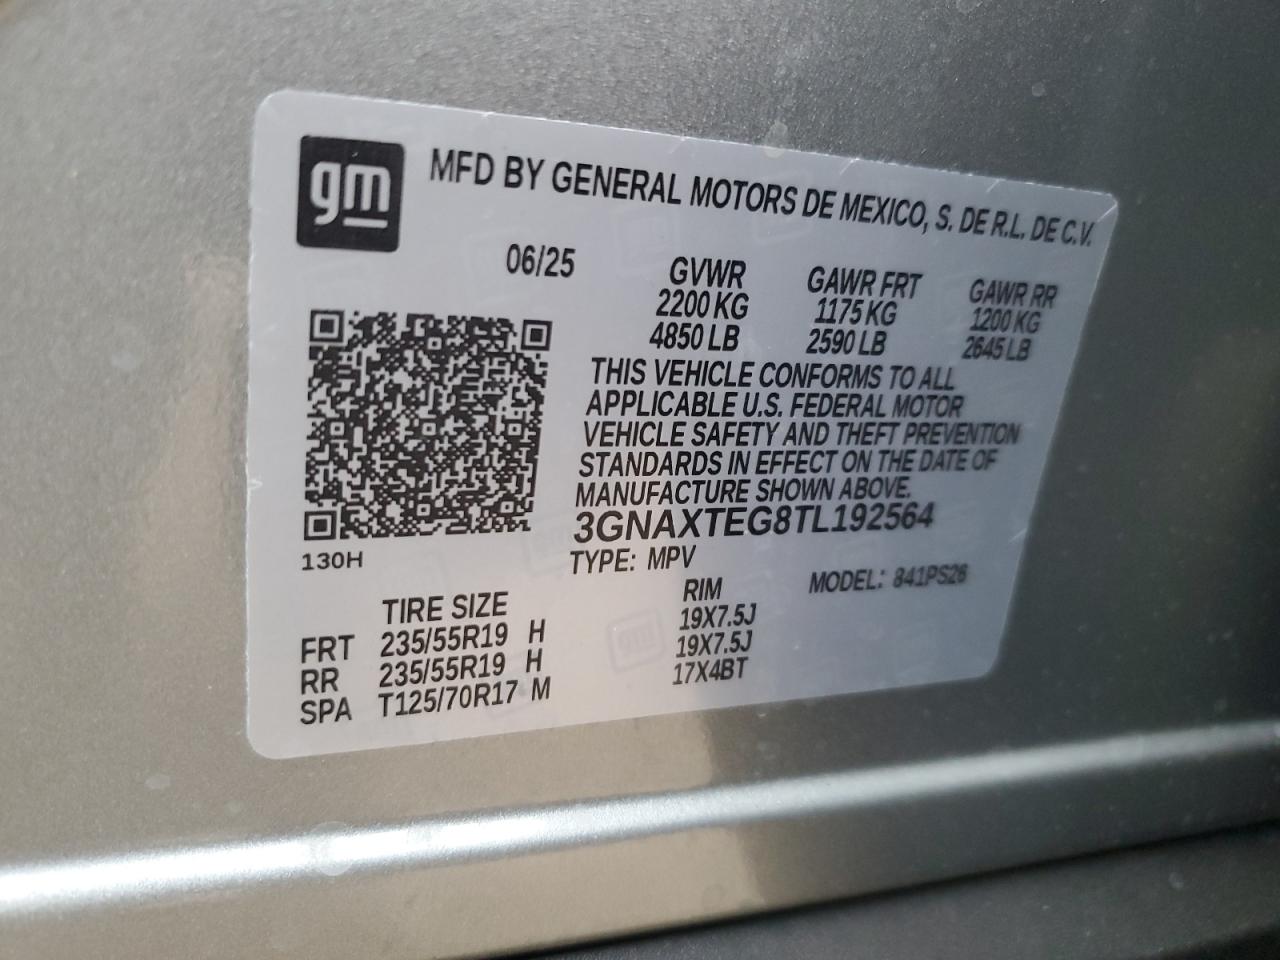 gm
MFD BY GENERAL MOTORS DE MEXICO, S. DE R.L. DE C.V.
06/25
GVWR GAWR FRT GAWR RR
2200 KG 1175 KG 1200 KG
4850 LB 2590 LB 2645 LB
THIS VEHICLE CONFORMS TO ALL
APPLICABLE U.S. FEDERAL MOTOR
VEHICLE SAFETY AND THEFT PREVENTION
STANDARDS IN EFFECT ON THE DATE OF
MANUFACTURE SHOWN ABOVE.
3GNAXTEG8TL192564
130H
TYPE: MPV MODEL: 841PS26
TIRE SIZE RIM
FRT 235/55R19 H 19X7.5J
RR 235/55R19 H 19X7.5J
SPA T125/70R17 M 17X4BT